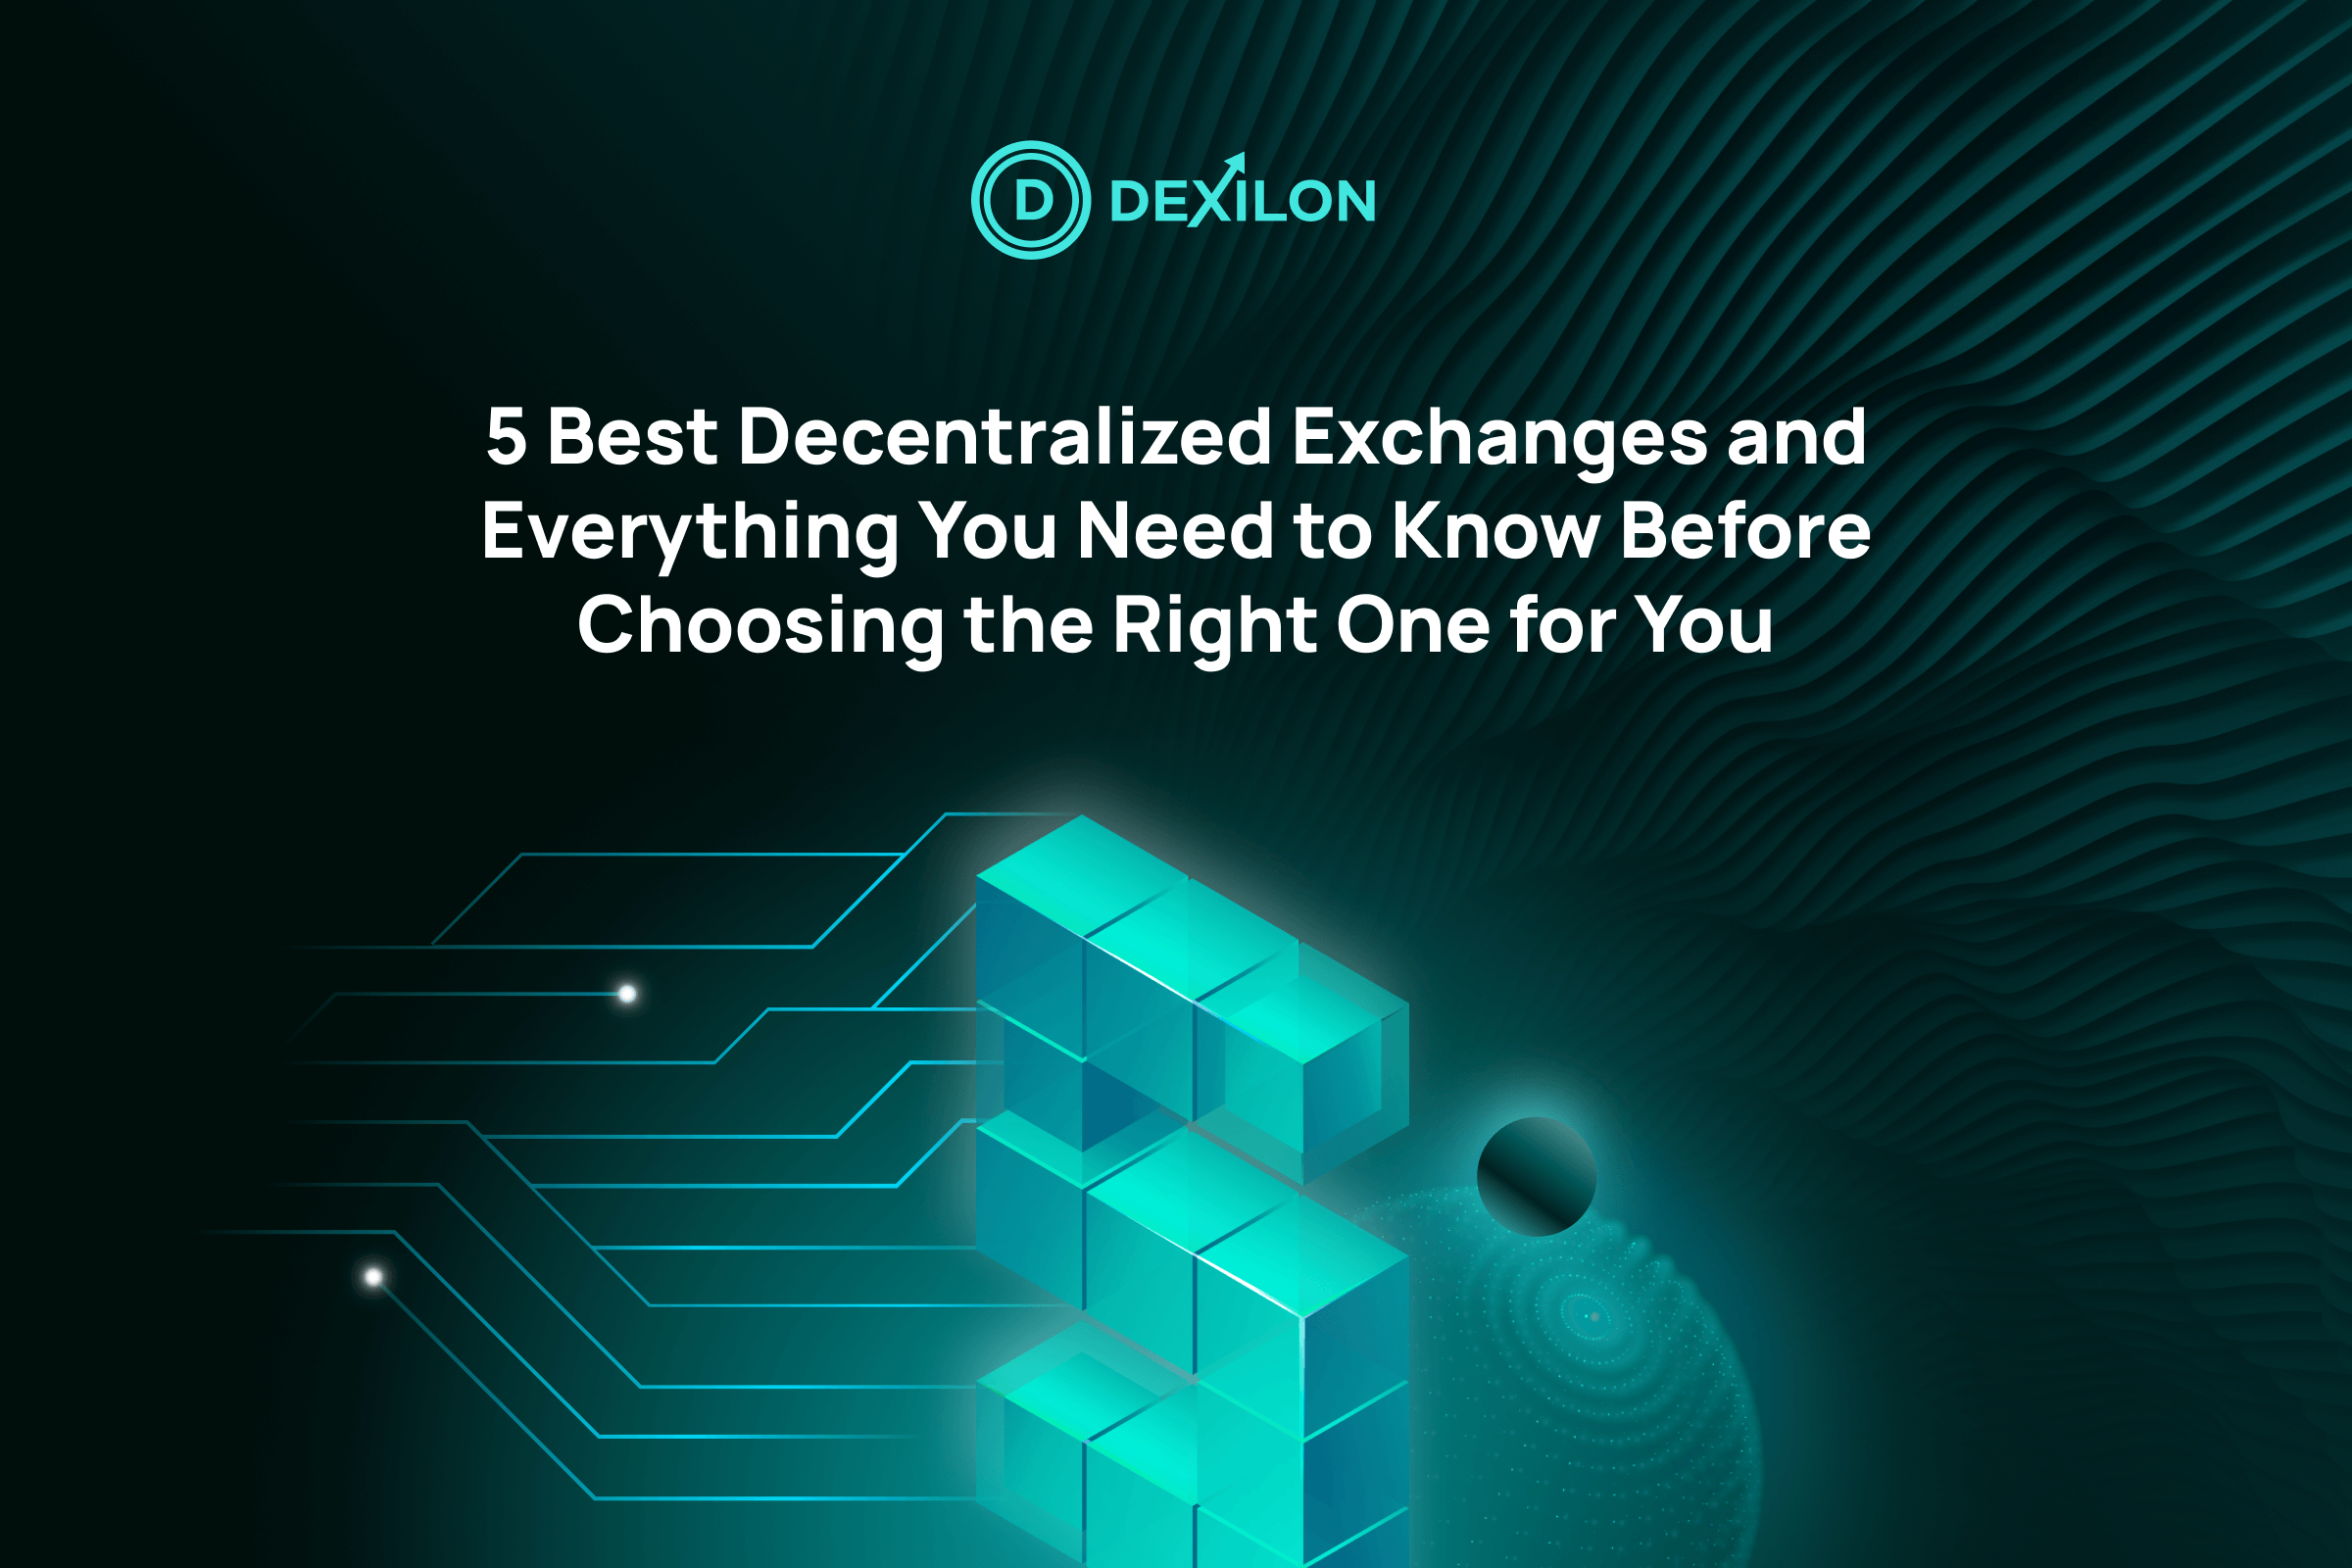 D DEXILON
5 Best Decentralized Exchanges and
Everything You Need to Know Before
Choosing the Right One for You